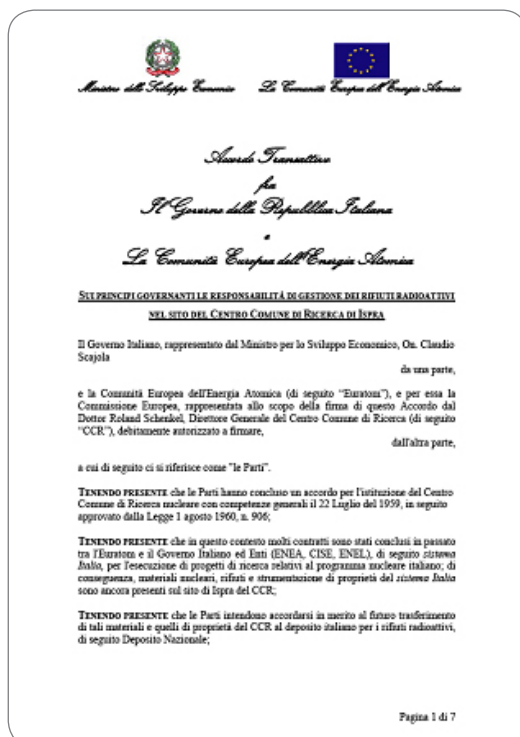 Ministero dello Sviluppo Economico La Comunità Europea dell'Energia Atomica
Accordo Transattivo
fra
Il Governo della Repubblica Italiana
e
La Comunità Europea dell'Energia Atomica
SUI PRINCIPI GOVERNANTI LE RESPONSABILITÀ DI GESTIONE DEI RIFIUTI RADIOATTIVI
NEL SITO DEL CENTRO COMUNE DI RICERCA DI ISPRA
Il Governo Italiano, rappresentato dal Ministro per lo Sviluppo Economico, On. Claudio
Scajola
da una parte,
e la Comunità Europea dell'Energia Atomica (di seguito "Euratom"), e per essa la
Commissione Europea, rappresentata allo scopo della firma di questo Accordo dal
Dottor Roland Schenkel, Direttore Generale del Centro Comune di Ricerca (di seguito
"CCR"), debitamente autorizzato a firmare,
dall'altra parte,
a cui di seguito ci si riferisce come "le Parti".
TENENDO PRESENTE che le Parti hanno concluso un accordo per l'istituzione del Centro
Comune di Ricerca nucleare con competenze generali il 22 Luglio del 1959, in seguito
approvato dalla Legge 1 agosto 1960, n. 906;
TENENDO PRESENTE che in questo contesto molti contratti sono stati conclusi in passato
tra l'Euratom e il Governo Italiano ed Enti (ENEA, CISE, ENEL), di seguito sistema
Italia, per l'esecuzione di progetti di ricerca relativi al programma nucleare italiano; di
conseguenza, materiali nucleari, rifiuti e strumentazione di proprietà del sistema Italia
sono ancora presenti sul sito di Ispra del CCR;
TENENDO PRESENTE che le Parti intendono accordarsi in merito al futuro trasferimento
di tali materiali e quelli di proprietà del CCR al deposito italiano per i rifiuti radioattivi,
di seguito Deposito Nazionale;
Pagina 1 di 7